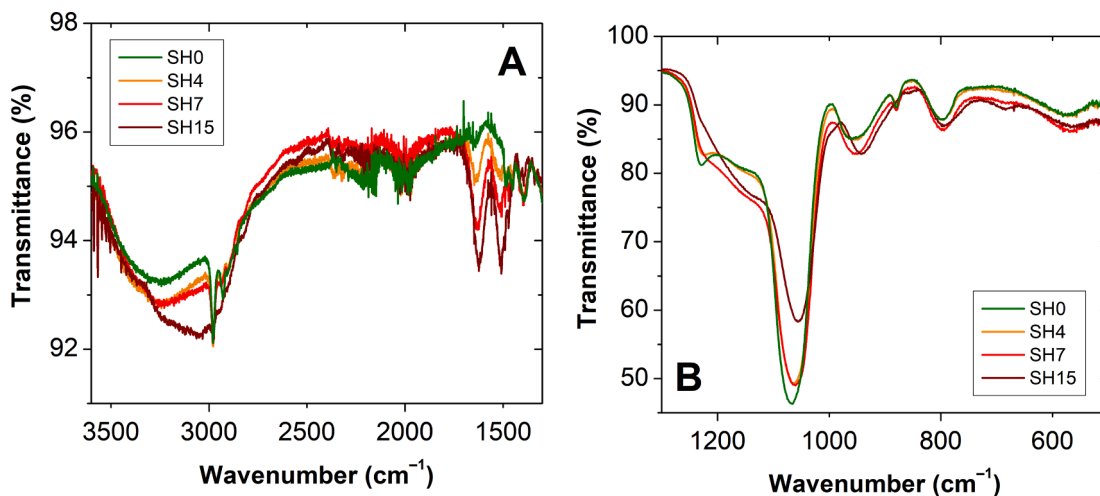 98
96
94
92
3500
3000
2500
2000
1500
Transmittance (%)
Wavenumber (cm⁻¹)
SH0
SH4
SH7
SH15
A
100
90
80
70
60
50
1200
1000
800
600
Transmittance (%)
Wavenumber (cm⁻¹)
SH0
SH4
SH7
SH15
B